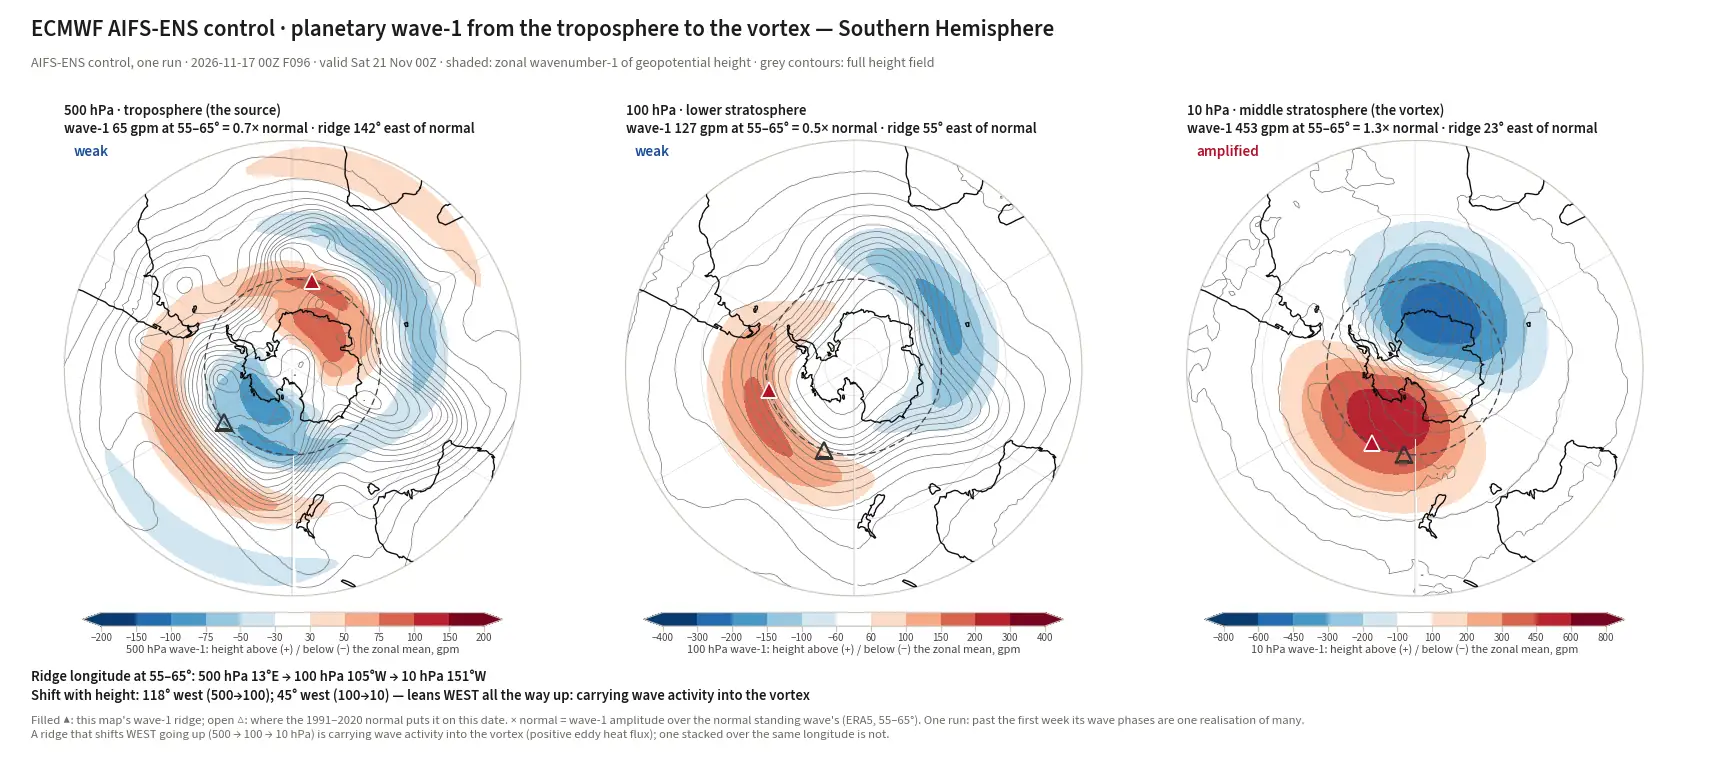 ECMWF AIFS-ENS control · planetary wave-1 from the troposphere to the vortex — Southern Hemisphere
AIFS-ENS control, one run · 2026-11-17 00Z F096 · valid Sat 21 Nov 00Z · shaded: zonal wavenumber-1 of geopotential height · grey contours: full height field
500 hPa · troposphere (the source)
wave-1 65 gpm at 55–65° = 0.7× normal · ridge 142° east of normal
weak
100 hPa · lower stratosphere
wave-1 127 gpm at 55–65° = 0.5× normal · ridge 55° east of normal
weak
10 hPa · middle stratosphere (the vortex)
wave-1 453 gpm at 55–65° = 1.3× normal · ridge 23° east of normal
amplified
−200 −150 −100 −75 −50 −30 30 50 75 100 150 200
500 hPa wave-1: height above (+) / below (−) the zonal mean, gpm
−400 −300 −200 −150 −100 −60 60 100 150 200 300 400
100 hPa wave-1: height above (+) / below (−) the zonal mean, gpm
−800 −600 −450 −300 −200 −100 100 200 300 450 600 800
10 hPa wave-1: height above (+) / below (−) the zonal mean, gpm
Ridge longitude at 55–65°: 500 hPa 13°E → 100 hPa 105°W → 10 hPa 151°W
Shift with height: 118° west (500→100); 45° west (100→10) — leans WEST all the way up: carrying wave activity into the vortex
Filled ▲: this map's wave-1 ridge; open △: where the 1991–2020 normal puts it on this date. × normal = wave-1 amplitude over the normal standing wave's (ERA5, 55–65°). One run: past the first week its wave phases are one realisation of many.
A ridge that shifts WEST going up (500 → 100 → 10 hPa) is carrying wave activity into the vortex (positive eddy heat flux); one stacked over the same longitude is not.